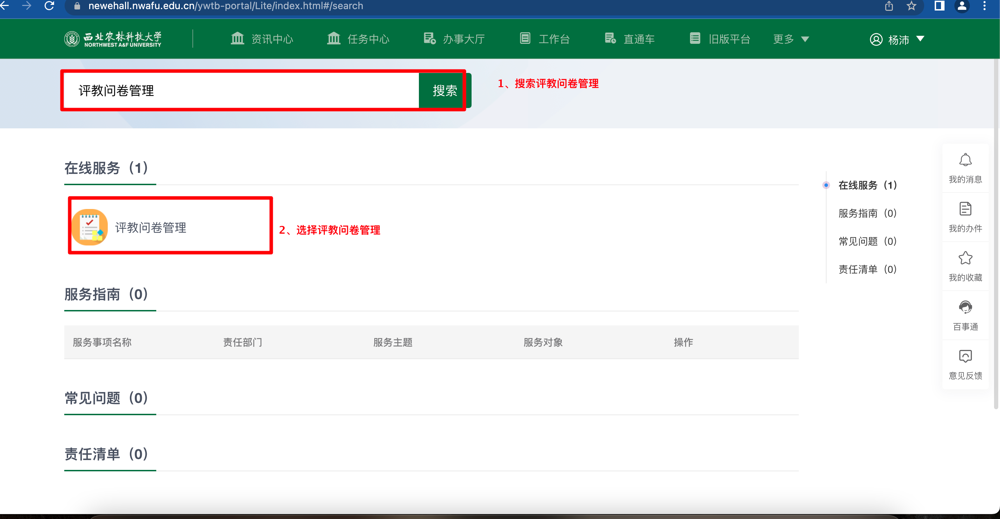 newehall.nwafu.edu.cn/ywtb-portal/Lite/index.html#/search
西北农林科技大学
NORTHWEST A&F UNIVERSITY
资讯中心
任务中心
办事大厅
工作台
直通车
旧版平台
更多
杨沛
评教问卷管理
搜索
1、搜索评教问卷管理
在线服务（1）
评教问卷管理
2、选择评教问卷管理
服务指南（0）
服务事项名称
责任部门
服务主题
服务对象
操作
常见问题（0）
责任清单（0）
在线服务（1）
服务指南（0）
常见问题（0）
责任清单（0）
我的消息
我的办件
我的收藏
百事通
意见反馈